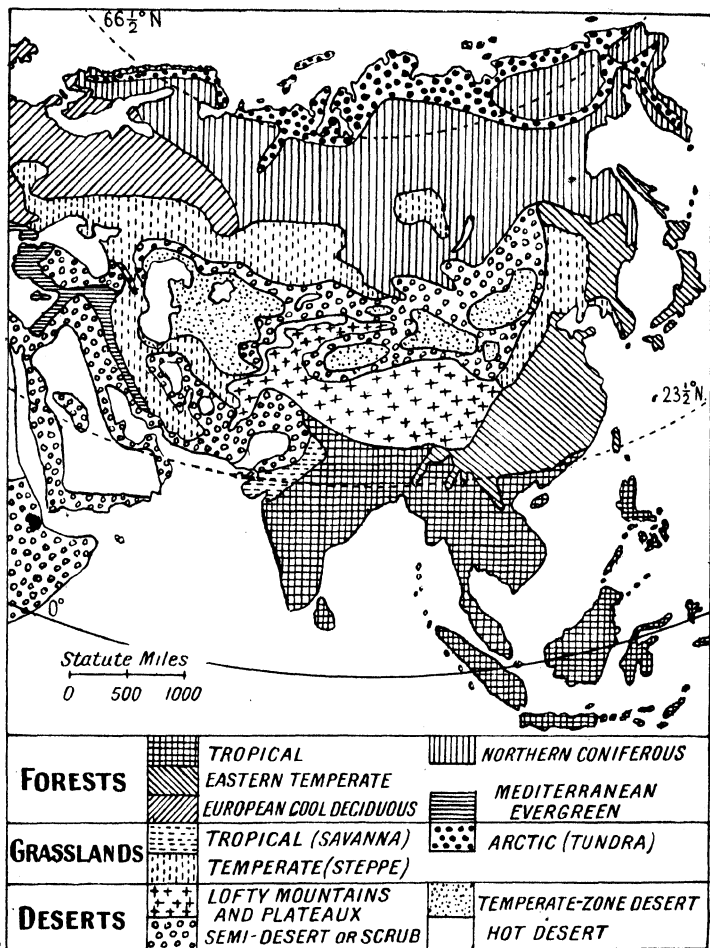 66½°N
23½°N
0°
Statute Miles
0 500 1000
FORESTS
TROPICAL
EASTERN TEMPERATE
EUROPEAN COOL DECIDUOUS
NORTHERN CONIFEROUS
MEDITERRANEAN
EVERGREEN
GRASSLANDS
TROPICAL (SAVANNA)
TEMPERATE (STEPPE)
ARCTIC (TUNDRA)
DESERTS
LOFTY MOUNTAINS
AND PLATEAUX
SEMI-DESERT OR SCRUB
TEMPERATE-ZONE DESERT
HOT DESERT